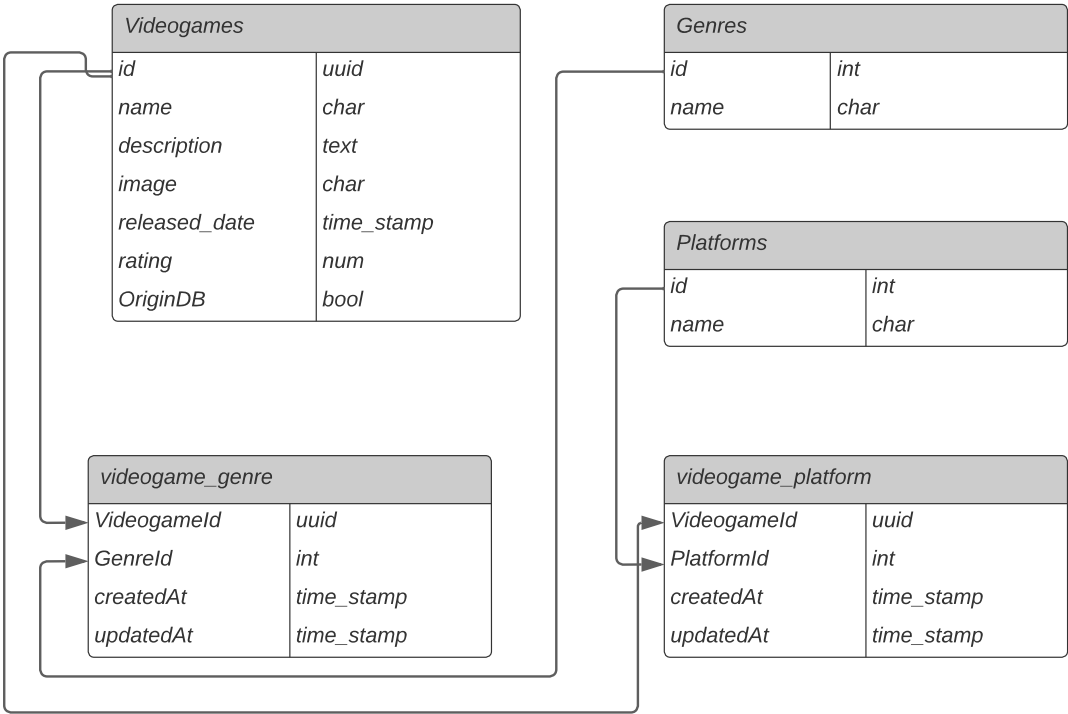 Videogames
id uuid
name char
description text
image char
released_date time_stamp
rating num
OriginDB bool
Genres
id int
name char
Platforms
id int
name char
videogame_genre
VideogameId uuid
GenreId int
createdAt time_stamp
updatedAt time_stamp
videogame_platform
VideogameId uuid
PlatformId int
createdAt time_stamp
updatedAt time_stamp